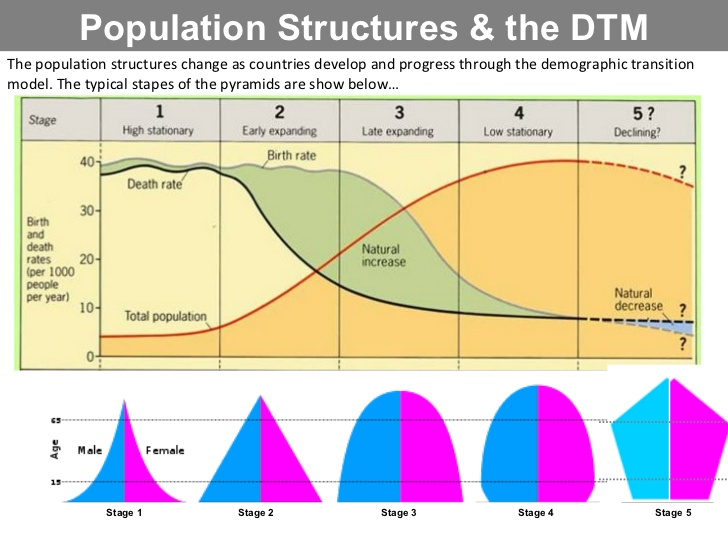 Population Structures & the DTM
The population structures change as countries develop and progress through the demographic transition
model. The typical stapes of the pyramids are show below…
Stage
1
High stationary
2
Early expanding
3
Late expanding
4
Low stationary
5 ?
Declining?
Birth
and
death
rates
(per 1000
people
per year)
40
30
20
10
0
Birth rate
Death rate
Natural
increase
Total population
Natural
decrease
?
?
?
65
15
Age
Male
Female
Stage 1
Stage 2
Stage 3
Stage 4
Stage 5